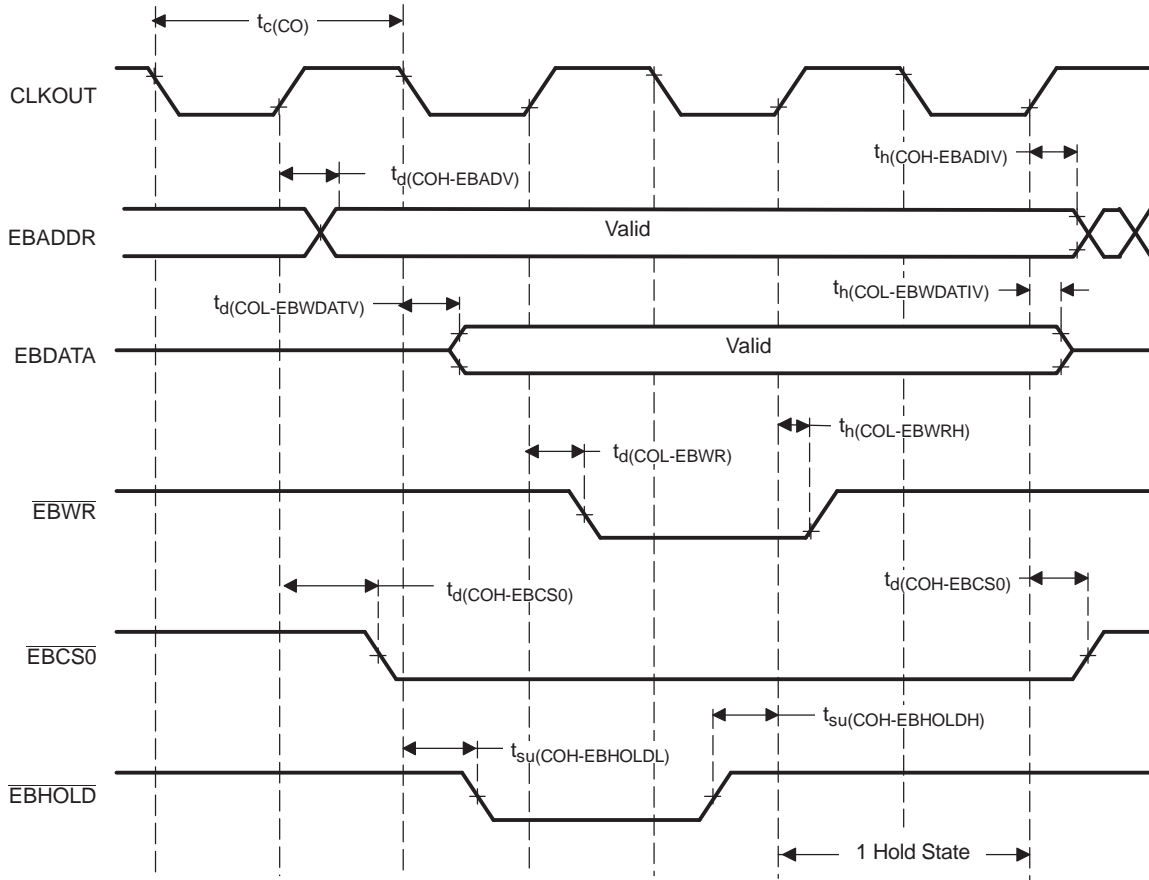 t_c(CO)
CLKOUT
t_d(COH-EBADV)
t_h(COH-EBADIV)
EBADDR
Valid
t_d(COL-EBWDATV)
t_h(COL-EBWDATIV)
EBDATA
Valid
t_d(COL-EBWR)
t_h(COL-EBWRH)
EBWR
t_d(COH-EBCS0)
t_d(COH-EBCS0)
EBCS0
t_su(COH-EBHOLDL)
t_su(COH-EBHOLDH)
EBHOLD
1 Hold State